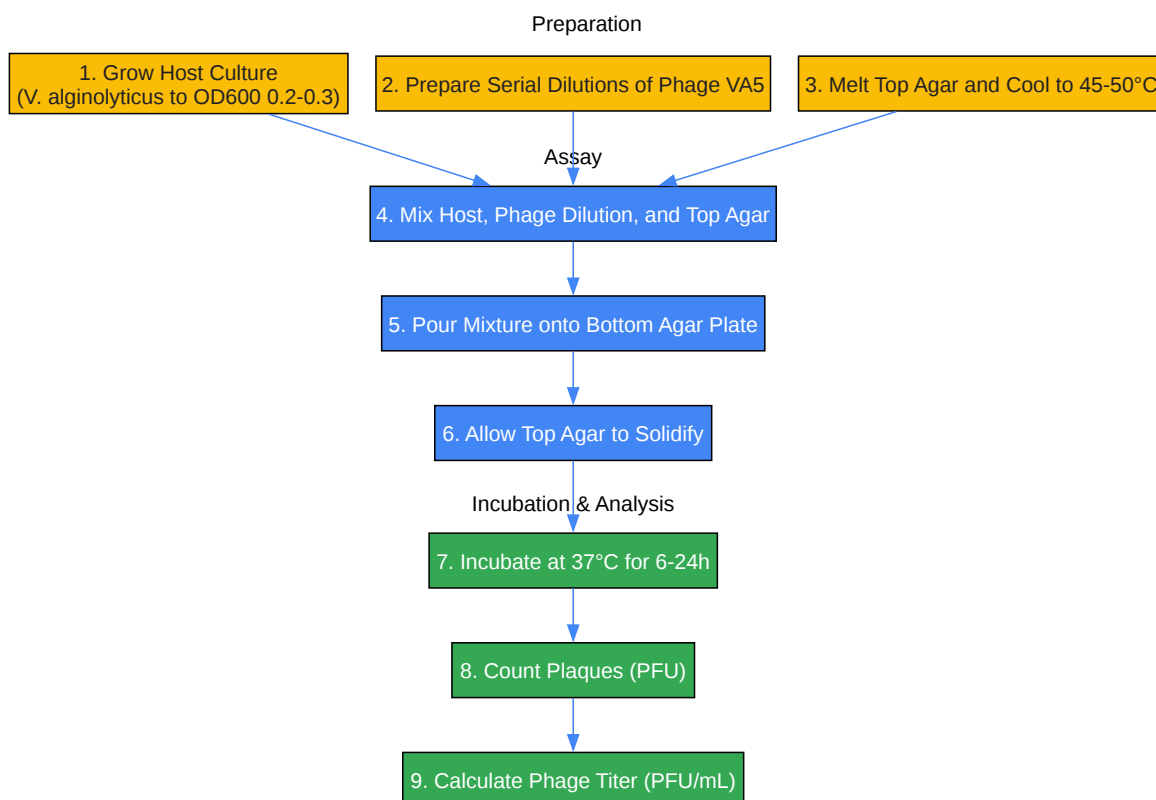 Preparation
1. Grow Host Culture
(V. alginolyticus to OD600 0.2-0.3)
2. Prepare Serial Dilutions of Phage VA5
3. Melt Top Agar and Cool to 45-50°C
Assay
4. Mix Host, Phage Dilution, and Top Agar
5. Pour Mixture onto Bottom Agar Plate
6. Allow Top Agar to Solidify
Incubation & Analysis
7. Incubate at 37°C for 6-24h
8. Count Plaques (PFU)
9. Calculate Phage Titer (PFU/mL)